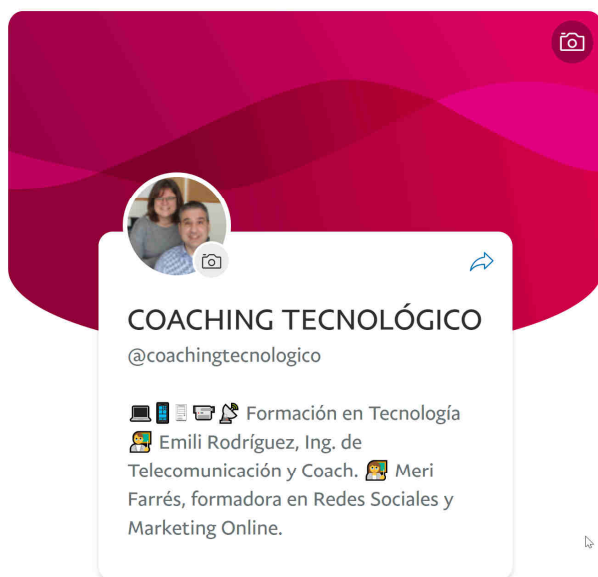 COACHING TECNOLÓGICO
@coachingtecnologico
💻📱🖥📹📡 Formación en Tecnología
👩‍🏫 Emili Rodríguez, Ing. de
Telecomunicación y Coach. 👩‍🏫 Meri
Farrés, formadora en Redes Sociales y
Marketing Online.